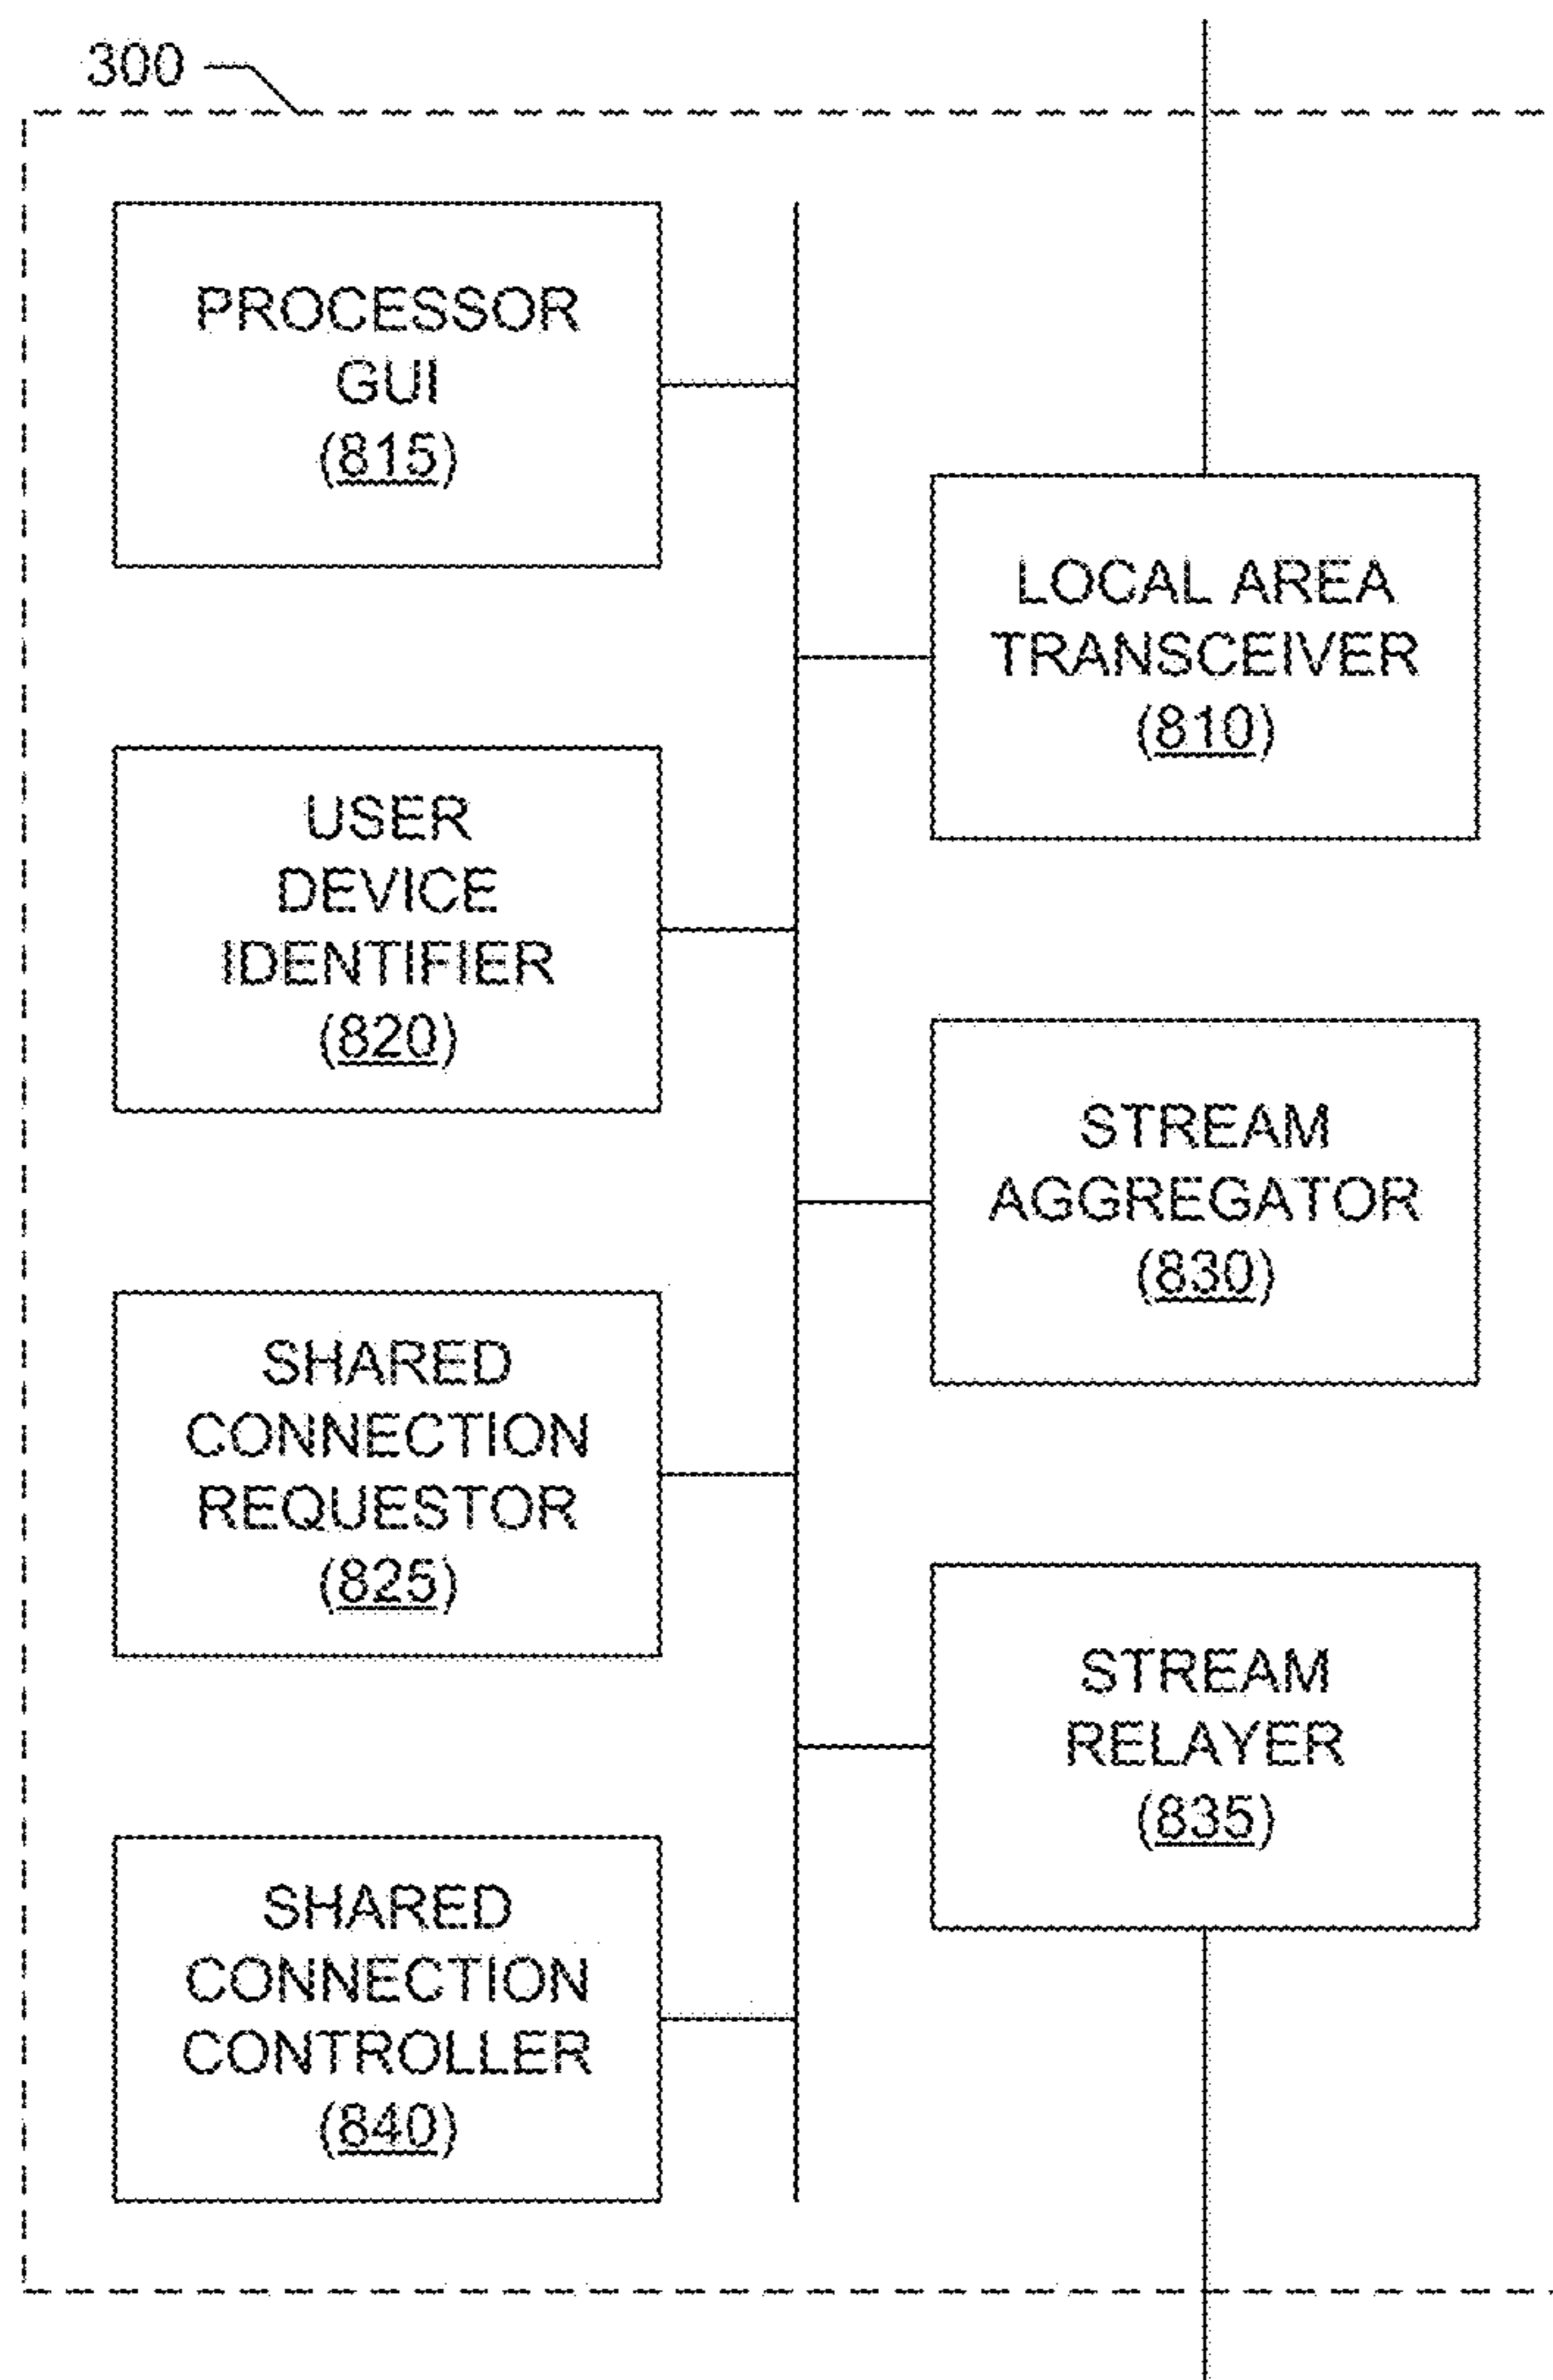 300
PROCESSOR
GUI
(815)
LOCAL AREA
TRANSCEIVER
(810)
USER
DEVICE
IDENTIFIER
(820)
STREAM
AGGREGATOR
(830)
SHARED
CONNECTION
REQUESTOR
(825)
STREAM
RELAYER
(835)
SHARED
CONNECTION
CONTROLLER
(840)